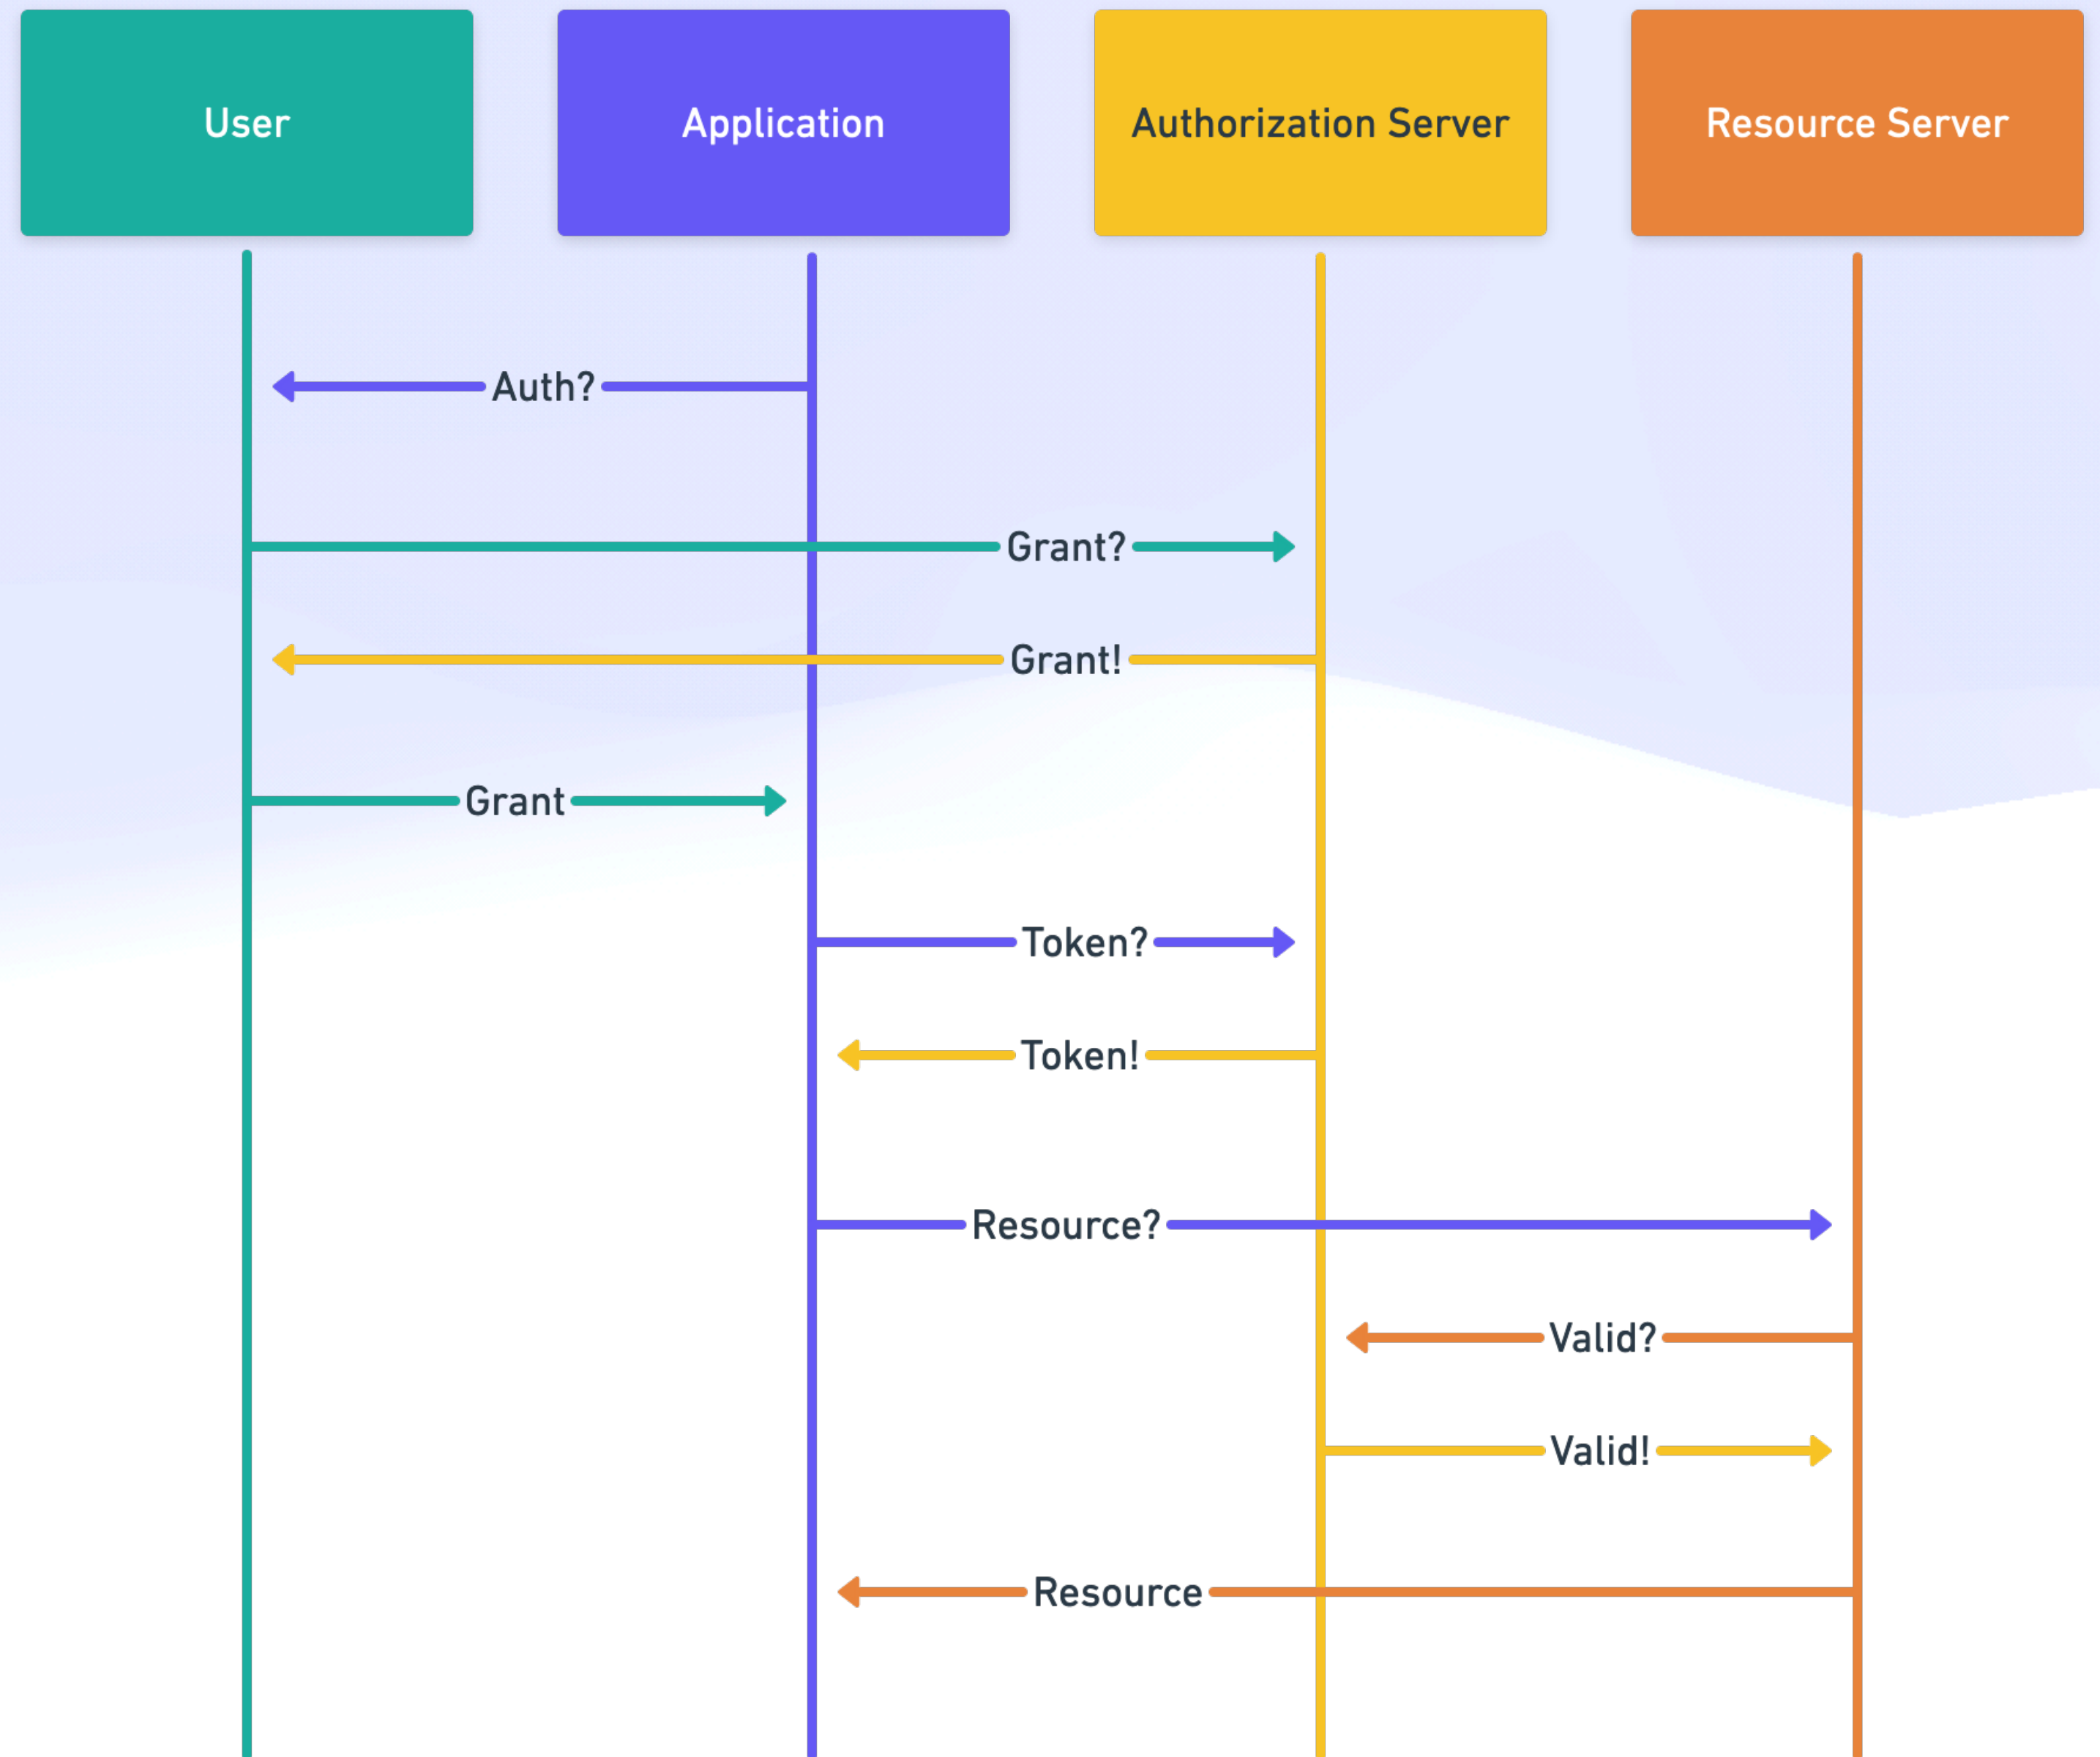 User
Application
Authorization Server
Resource Server
Auth?
Grant?
Grant!
Grant
Token?
Token!
Resource?
Valid?
Valid!
Resource